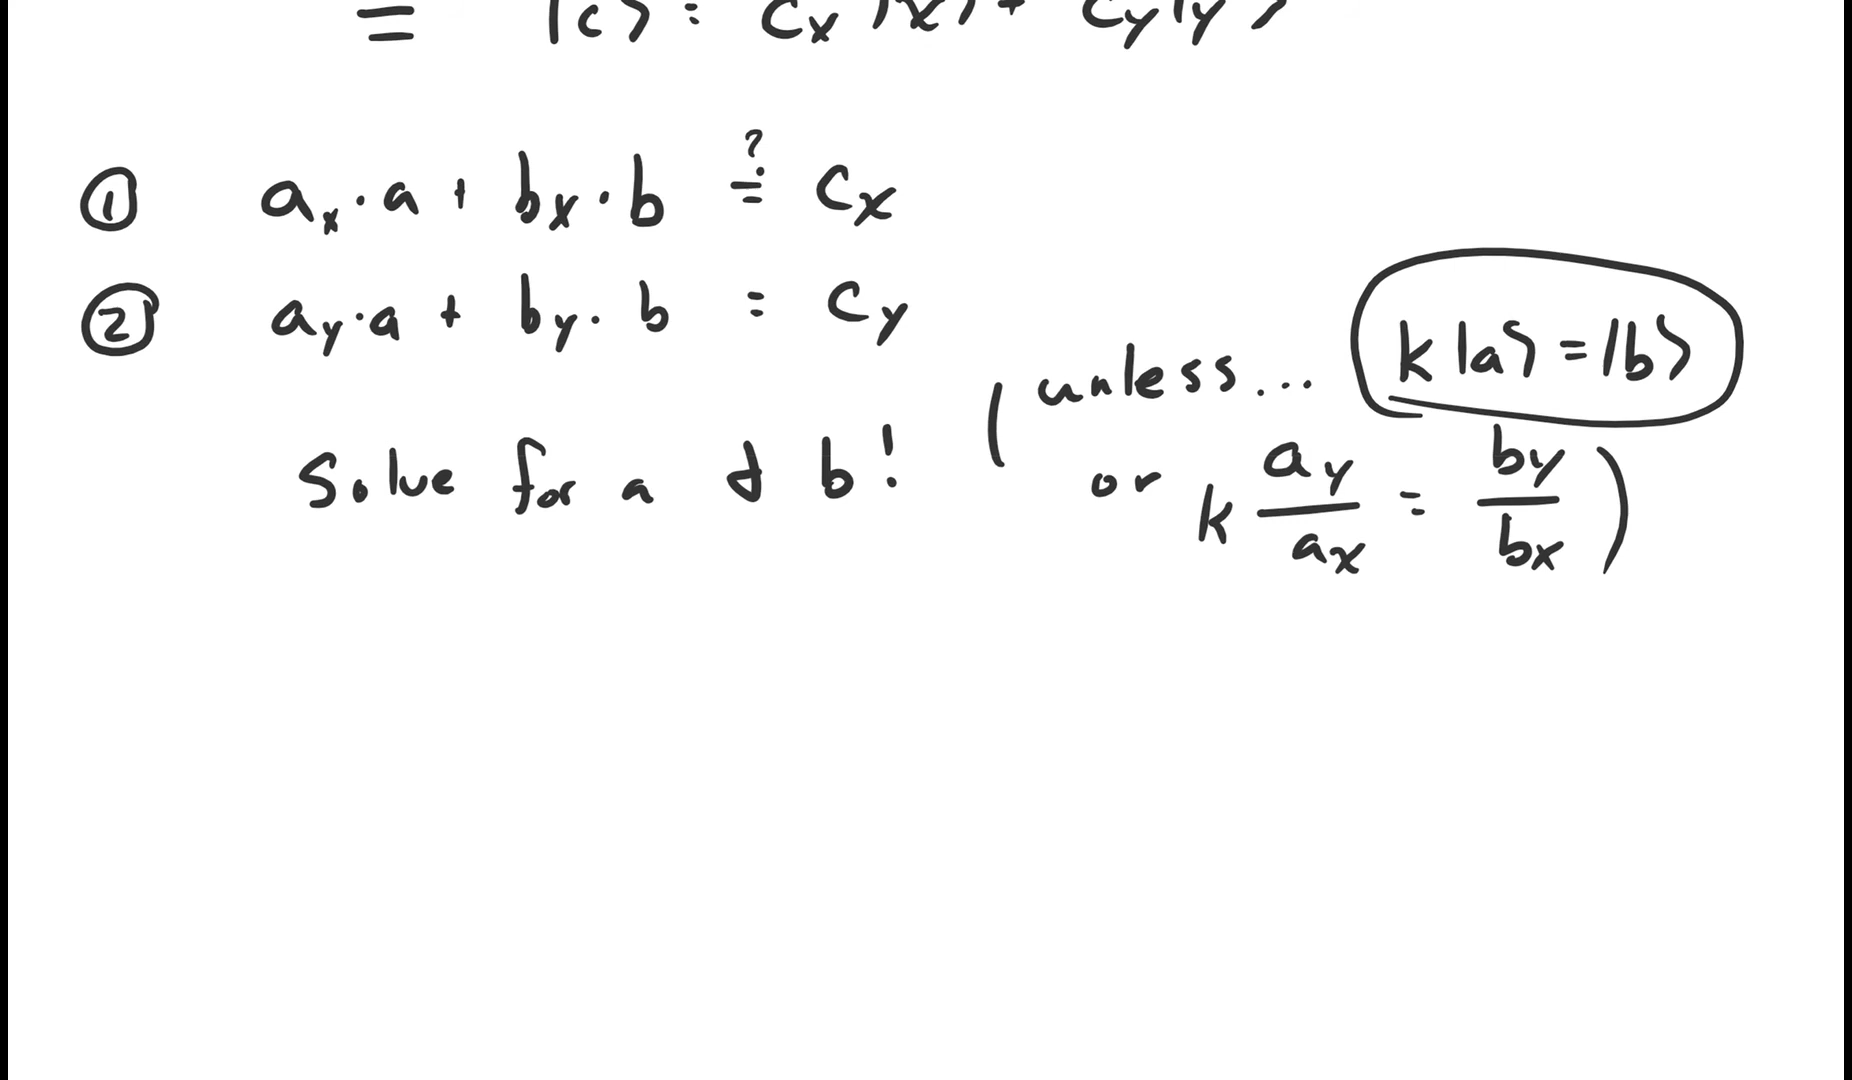 = |c⟩ = cx |x⟩ + cy |y⟩
① ax · a + bx · b ≟ cx
② ay · a + by · b = cy
Solve for a & b!
( unless... k |a⟩ = |b⟩
or k ay/ax = by/bx )